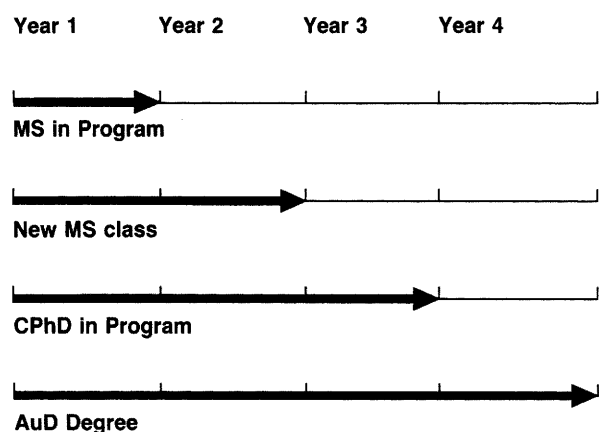 Year 1 Year 2 Year 3 Year 4
MS in Program
New MS class
CPhD in Program
AuD Degree